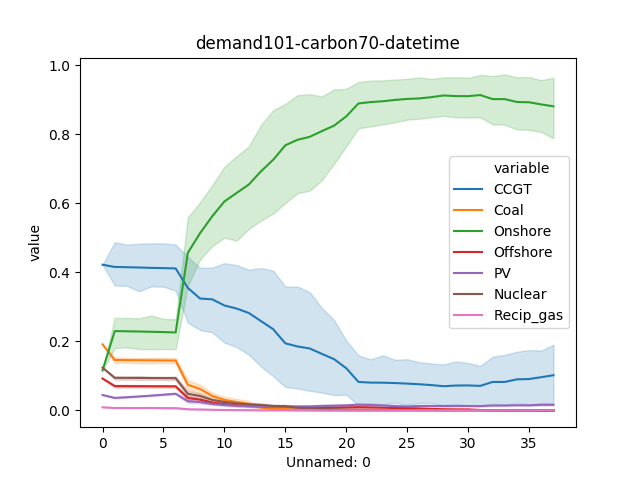 demand101-carbon70-datetime
value
1.0
0.8
0.6
0.4
0.2
0.0
variable
CCGT
Coal
Onshore
Offshore
PV
Nuclear
Recip_gas
0 5 10 15 20 25 30 35
Unnamed: 0